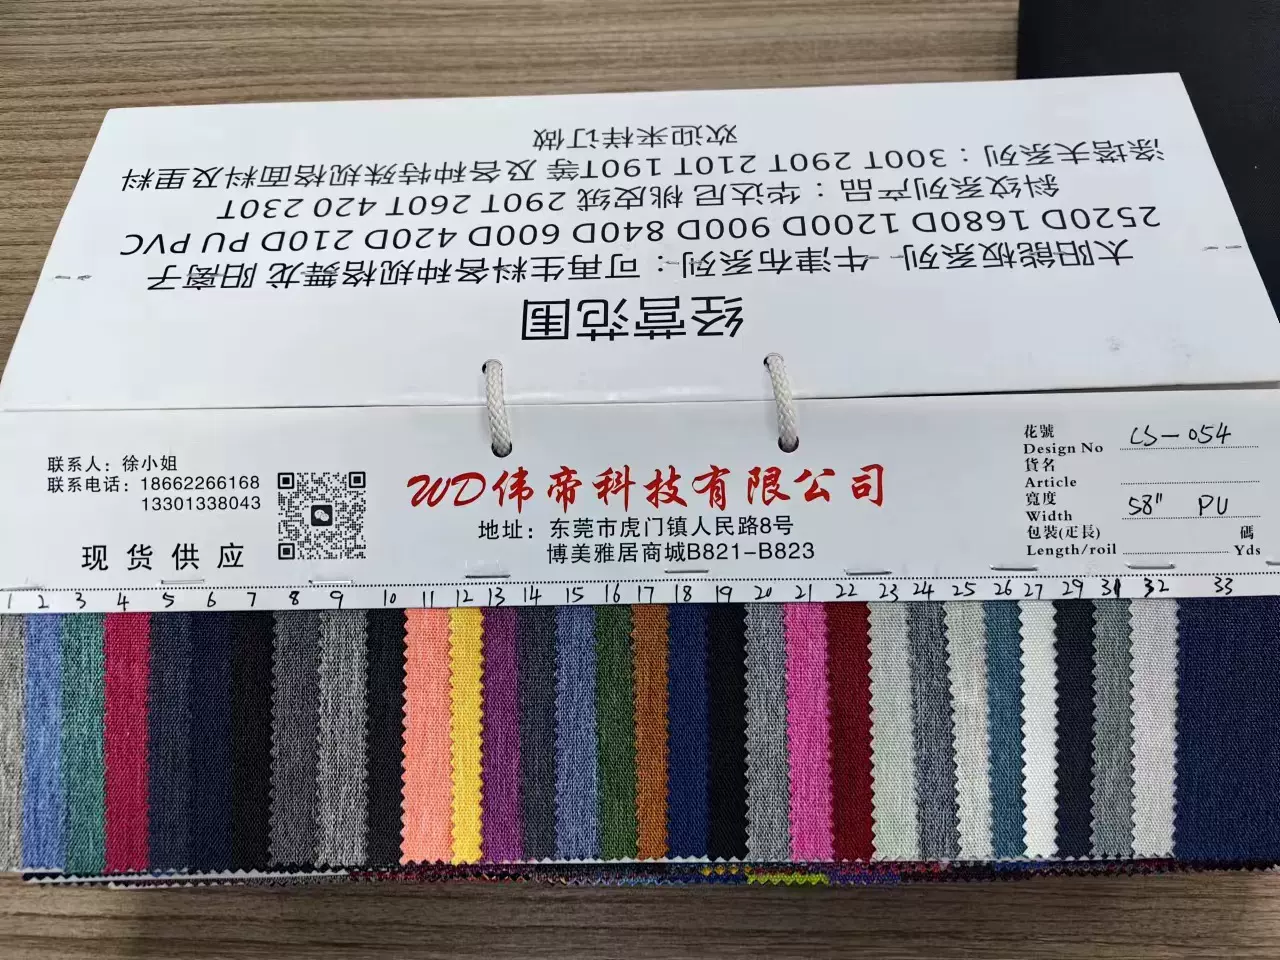 经营范围
太阳能板系列 牛津布系列：可再生料各种规格舞龙 阳离子
2520D 1680D 1200D 900D 840D 600D 420D 210D PU PVC
斜纹系列产品：华达尼 桃皮绒 290T 260T 420 230T
涤塔夫系列：300T 290T 210T 190T 等 及各种特殊规格面料及里料
欢迎来样订做
联系人：徐小姐
联系电话：18662266168
13301338043
现货供应
WD伟帝科技有限公司
地址：东莞市虎门镇人民路8号
博美雅居商城B821-B823
花號
Design No LS-054
貨名
Article
寬度
Width 58" PU
包裝(疋長) 碼
Length/roil Yds
1 2 3 4 5 6 7 8 9 10 11 12 13 14 15 16 17 18 19 20 21 22 23 24 25 26 27 29 31 32 33